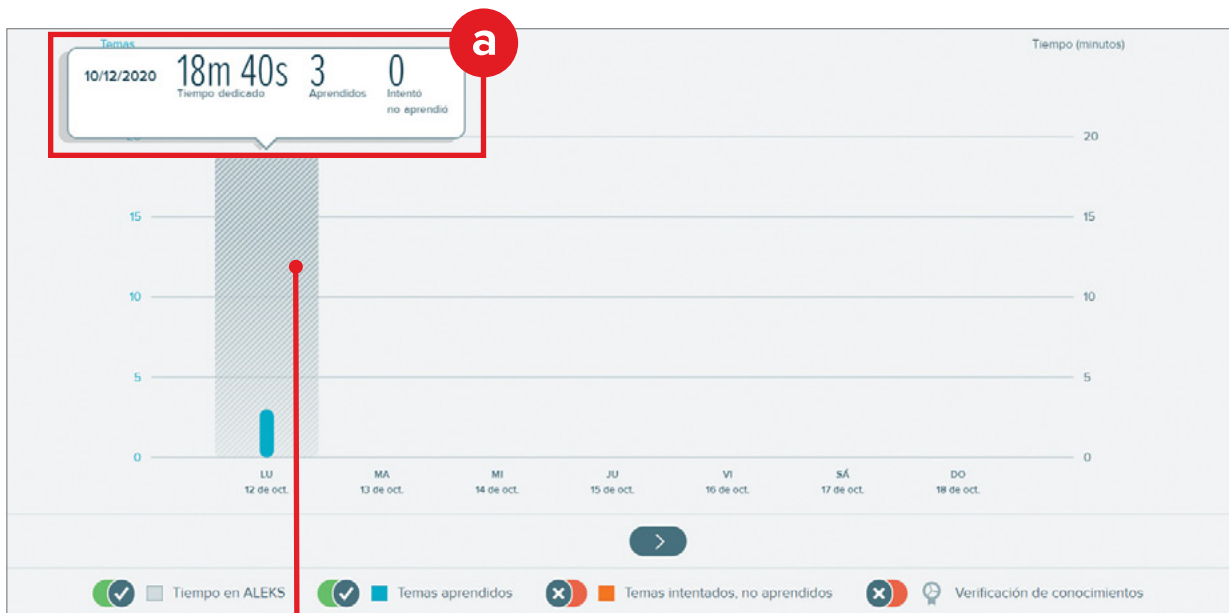 a
Temas
Tiempo (minutos)
10/12/2020 18m 40s 3 0
Tiempo dedicado Aprendidos Intentó
no aprendió
20
15 15
10 10
5 5
0 0
LU MA MI JU VI SÁ DO
12 de oct. 13 de oct. 14 de oct. 15 de oct. 16 de oct. 17 de oct. 18 de oct.
Tiempo en ALEKS Temas aprendidos Temas intentados, no aprendidos Verificación de conocimientos